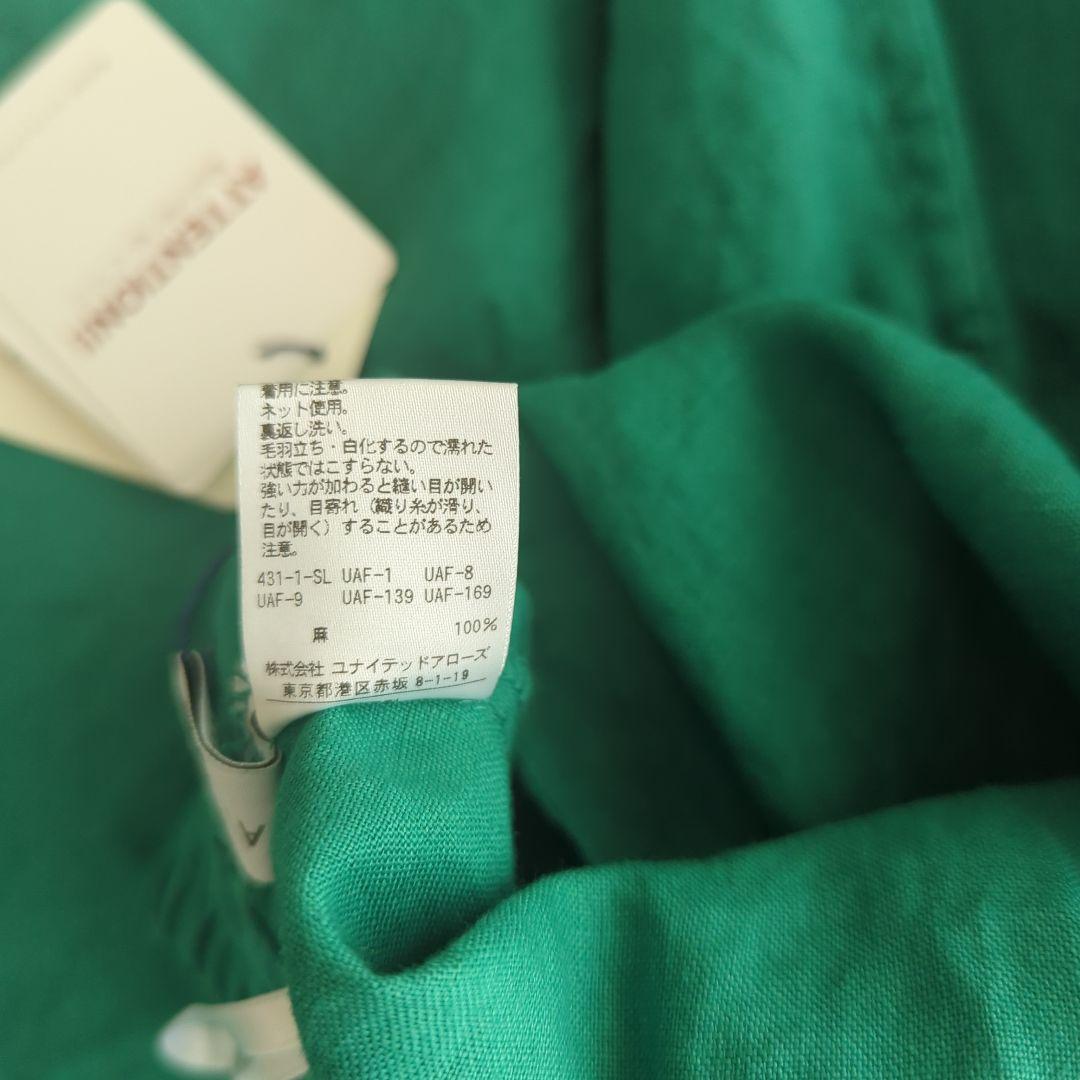 着用に注意。
ネット使用。
裏返し洗い。
毛羽立ち・白化するので濡れた
状態ではこすらない。
強い力が加わると縫い目が開い
たり、目寄れ（織り糸が滑り、
目が開く）することがあるため
注意。
431-1-SL UAF-1 UAF-8
UAF-9 UAF-139 UAF-169
麻 100%
株式会社 ユナイテッドアローズ
東京都港区赤坂 8-1-19
ATTENTION!
A